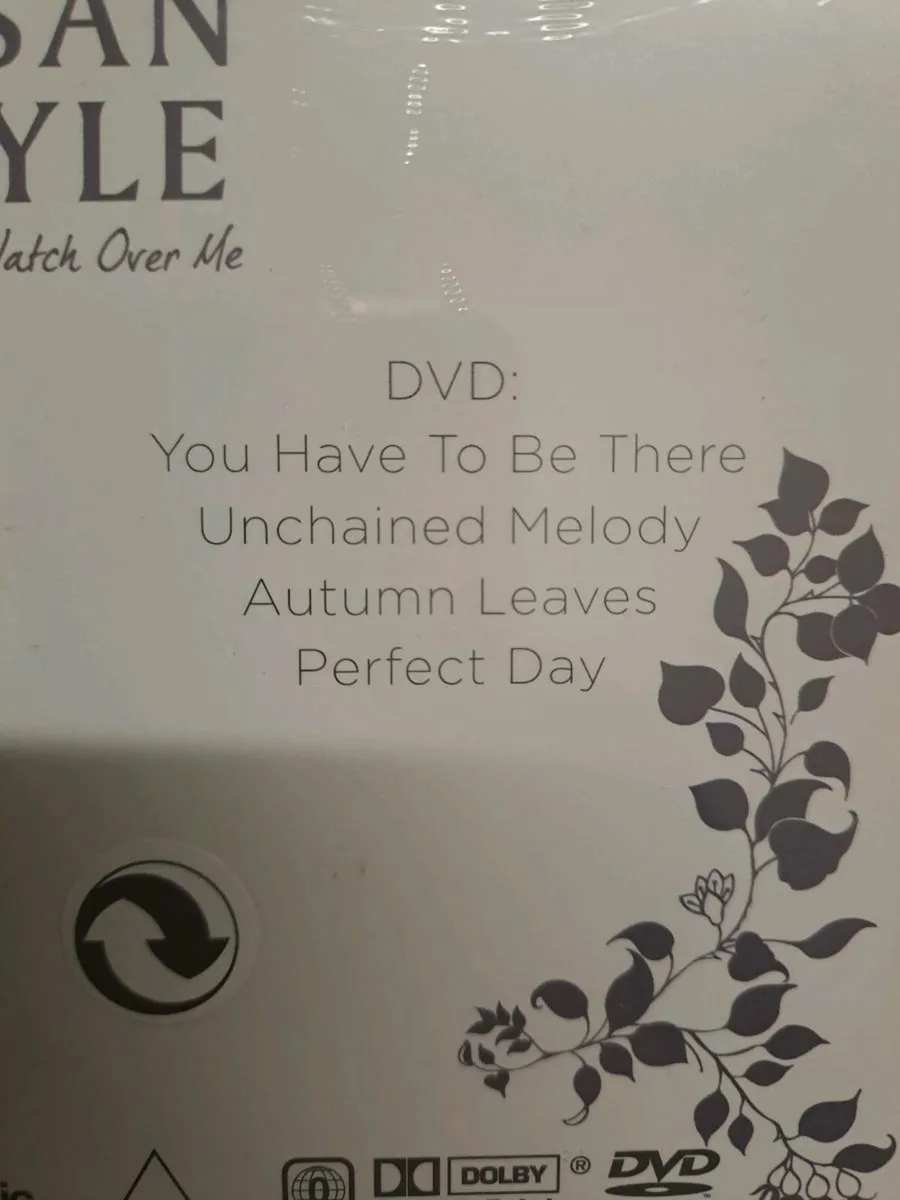 SAN
YLE
Watch Over Me
DVD:
You Have To Be There
Unchained Melody
Autumn Leaves
Perfect Day
0
DOLBY ®
DVD